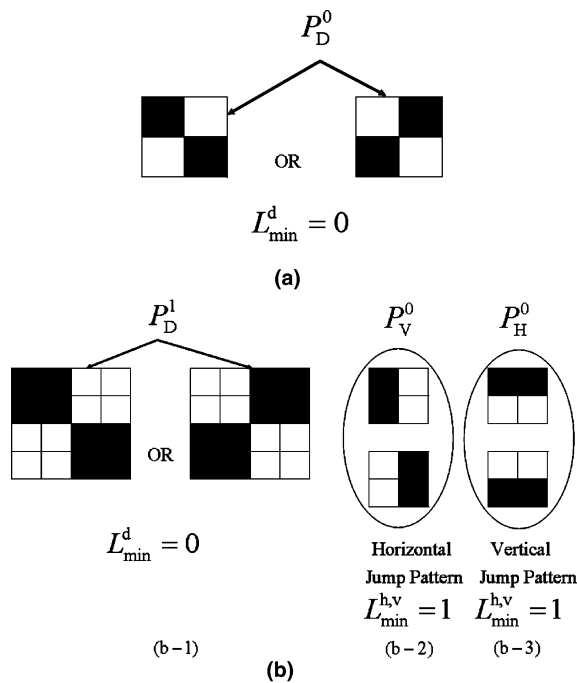 P_D^0
OR
L_min^d = 0
(a)
P_D^1
P_V^0
P_H^0
OR
L_min^d = 0
Horizontal
Jump Pattern
L_min^h,v = 1
Vertical
Jump Pattern
L_min^h,v = 1
(b-1)
(b-2)
(b-3)
(b)